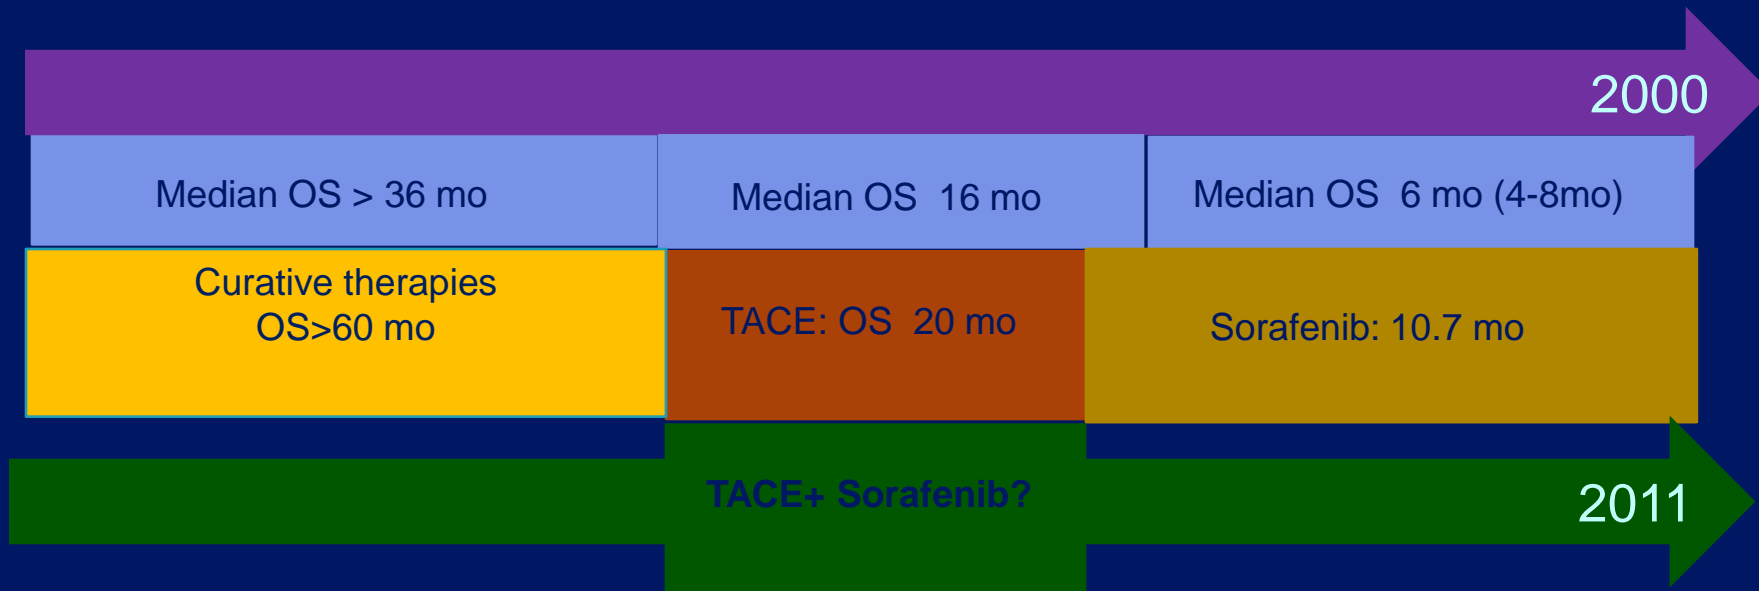 2000
Median OS > 36 mo
Median OS 16 mo
Median OS 6 mo (4-8mo)
Curative therapies
OS>60 mo
TACE: OS 20 mo
Sorafenib: 10.7 mo
TACE+ Sorafenib?
2011